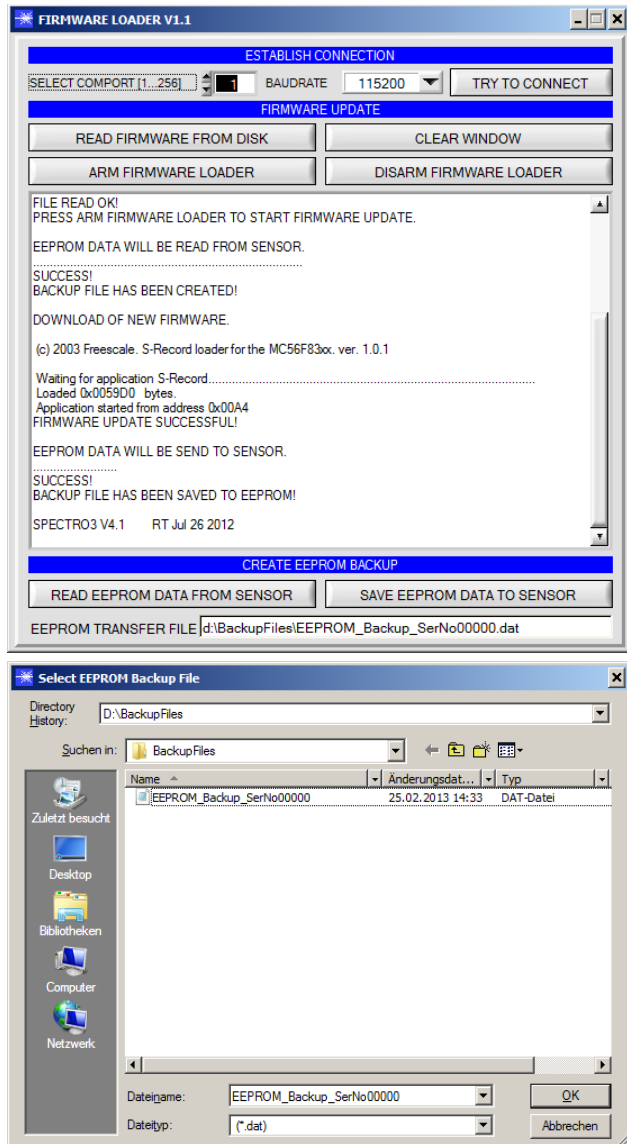 FIRMWARE LOADER V1.1
ESTABLISH CONNECTION
SELECT COMPORT [1...256] 1 BAUDRATE 115200 TRY TO CONNECT
FIRMWARE UPDATE
READ FIRMWARE FROM DISK CLEAR WINDOW
ARM FIRMWARE LOADER DISARM FIRMWARE LOADER
FILE READ OK!
PRESS ARM FIRMWARE LOADER TO START FIRMWARE UPDATE.
EEPROM DATA WILL BE READ FROM SENSOR.
................................................................................
SUCCESS!
BACKUP FILE HAS BEEN CREATED!
DOWNLOAD OF NEW FIRMWARE.
(c) 2003 Freescale. S-Record loader for the MC56F83xx. ver. 1.0.1
Waiting for application S-Record.................................................................................................
Loaded 0x0059D0 bytes.
Application started from address 0x00A4
FIRMWARE UPDATE SUCCESSFUL!
EEPROM DATA WILL BE SEND TO SENSOR.
.........................
SUCCESS!
BACKUP FILE HAS BEEN SAVED TO EEPROM!
SPECTRO3 V4.1 RT Jul 26 2012
CREATE EEPROM BACKUP
READ EEPROM DATA FROM SENSOR SAVE EEPROM DATA TO SENSOR
EEPROM TRANSFER FILE d:\BackupFiles\EEPROM_Backup_SerNo00000.dat
Select EEPROM Backup File
Directory
History: D:\BackupFiles
Suchen in: BackupFiles
Name Änderungsdat... Typ
EEPROM_Backup_SerNo00000 25.02.2013 14:33 DAT-Datei
Zuletzt besucht
Desktop
Bibliotheken
Computer
Netzwerk
Dateiname: EEPROM_Backup_SerNo00000 OK
Dateityp: (*.dat) Abbrechen